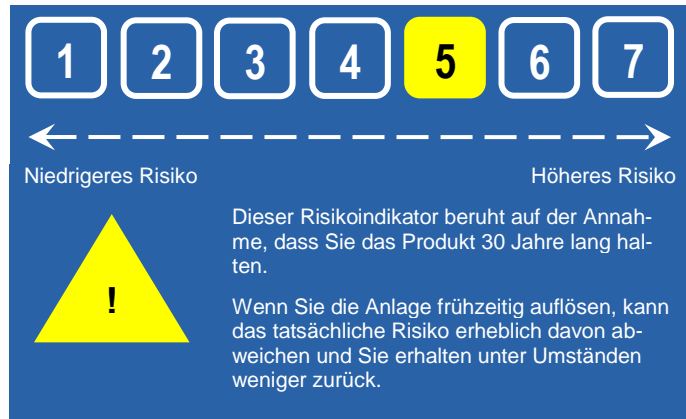 1 2 3 4 5 6 7
Niedrigeres Risiko Höheres Risiko
!
Dieser Risikoindikator beruht auf der Annah-
me, dass Sie das Produkt 30 Jahre lang hal-
ten.
Wenn Sie die Anlage frühzeitig auflösen, kann
das tatsächliche Risiko erheblich davon ab-
weichen und Sie erhalten unter Umständen
weniger zurück.